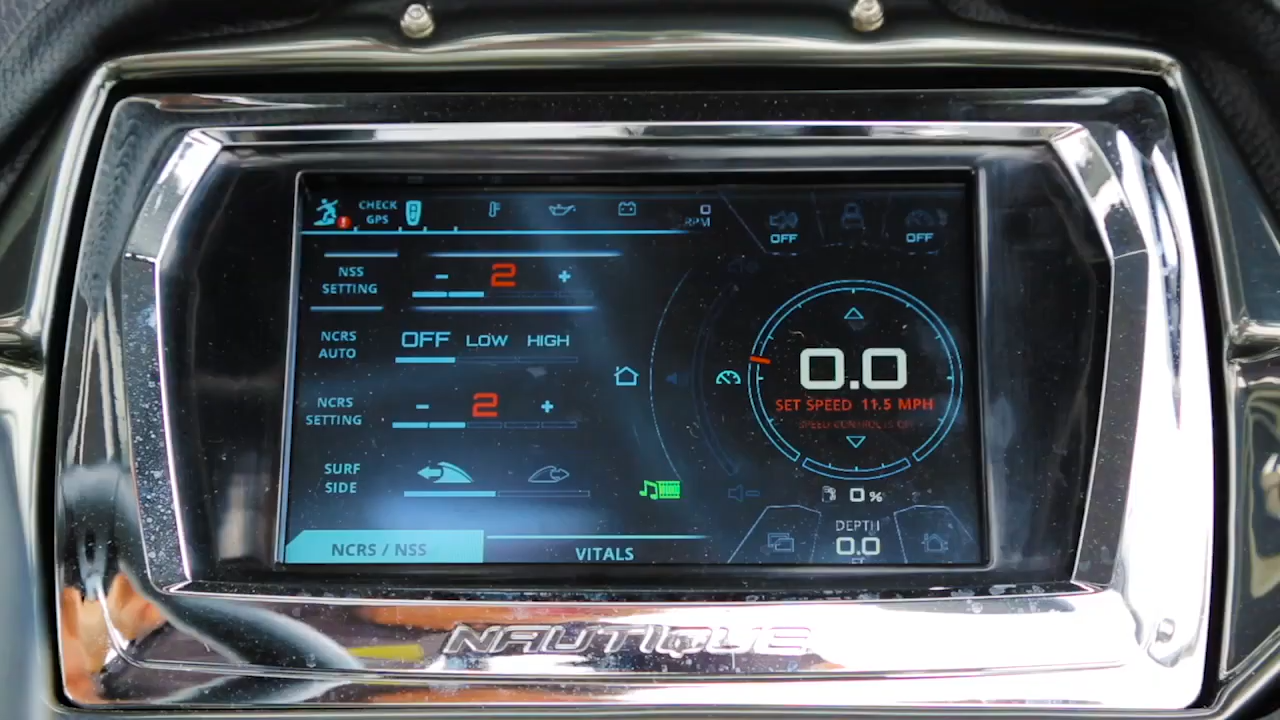 CHECK
GPS
0
RPM
OFF
OFF
NSS
SETTING
- 2 +
NCRS
AUTO
OFF LOW HIGH
NCRS
SETTING
- 2 +
SURF
SIDE
NCRS / NSS
VITALS
0.0
SET SPEED 11.5 MPH
SPEED CONTROL IS OFF
0 %
DEPTH
0.0
NAUTIQUE